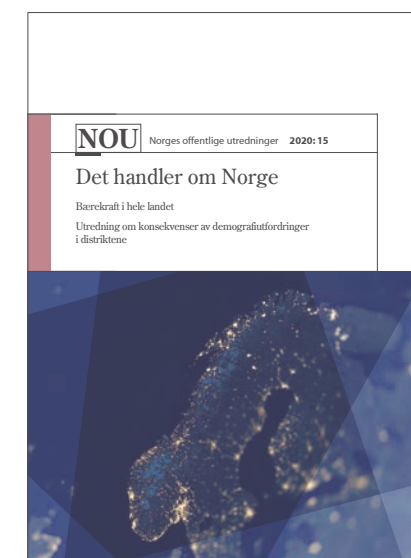 NOU Norges offentlige utredninger 2020: 15
Det handler om Norge
Bærekraft i hele landet
Utredning om konsekvenser av demografiutfordringer
i distriktene